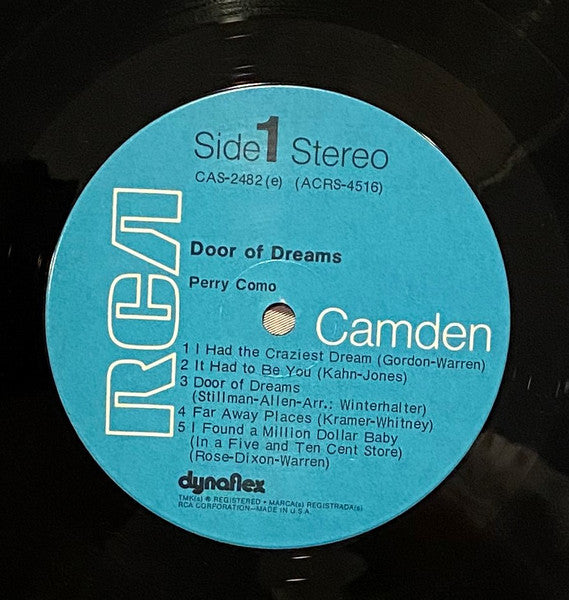 Side 1 Stereo
CAS-2482 (e) (ACRS-4516)
RCA
Door of Dreams
Perry Como
Camden
1 I Had the Craziest Dream (Gordon-Warren)
2 It Had to Be You (Kahn-Jones)
3 Door of Dreams
(Stillman-Allen-Arr.: Winterhalter)
4 Far Away Places (Kramer-Whitney)
5 I Found a Million Dollar Baby
(In a Five and Ten Cent Store)
(Rose-Dixon-Warren)
dynaflex
TMK(s) ® REGISTERED • MARCA(s) REGISTRADA(s)
RCA CORPORATION—MADE IN U.S.A.